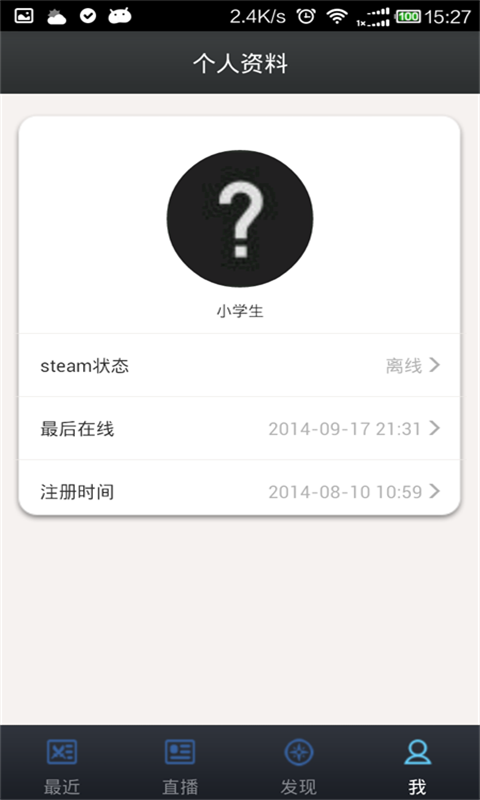 2.4K/s 1x 100 15:27
个人资料
?
小学生
steam状态 离线
最后在线 2014-09-17 21:31
注册时间 2014-08-10 10:59
最近 直播 发现 我